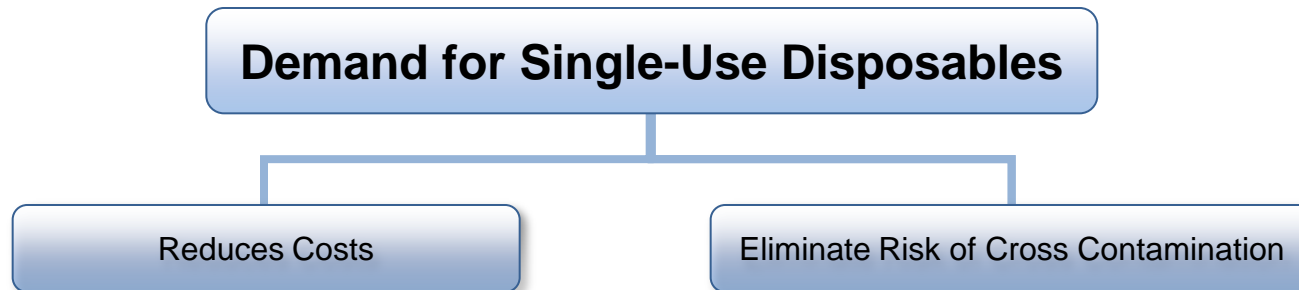 Demand for Single-Use Disposables
Reduces Costs
Eliminate Risk of Cross Contamination